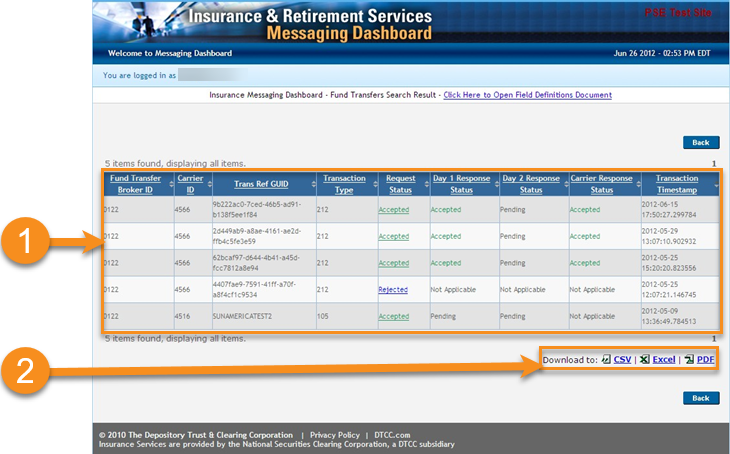 Insurance & Retirement Services
Messaging Dashboard
PSE Test Site
Welcome to Messaging Dashboard
Jun 26 2012 - 02:53 PM EDT
You are logged in as
Insurance Messaging Dashboard - Fund Transfers Search Result - Click Here to Open Field Definitions Document
Back
5 items found, displaying all items. 1
Fund Transfer Broker ID Carrier ID Trans Ref GUID Transaction Type Request Status Day 1 Response Status Day 2 Response Status Carrier Response Status Transaction Timestamp
0122 4566 9b222ac0-7ced-46b5-ad91-b138f5ee1f84 212 Accepted Accepted Pending Accepted 2012-06-15 17:50:27.299784
0122 4566 2d449ab9-a8ae-4161-ae2d-ffb4c5fe3e59 212 Accepted Accepted Pending Accepted 2012-05-29 13:07:10.902932
0122 4566 62bcaf97-d644-4b41-a45d-fcc7812a8e94 212 Accepted Accepted Pending Accepted 2012-05-25 15:20:20.823556
0122 4566 4407fae9-7591-41ff-a70f-a8f4cf1c9534 212 Rejected Not Applicable Not Applicable Not Applicable 2012-05-25 12:07:21.146745
0122 4516 SUNAMERICATEST2 105 Accepted Pending Pending Not Applicable 2012-05-09 13:36:49.784513
5 items found, displaying all items. 1
1
2
Download to: CSV | Excel | PDF
Back
© 2010 The Depository Trust & Clearing Corporation | Privacy Policy | DTCC.com
Insurance Services are provided by the National Securities Clearing Corporation, a DTCC subsidiary